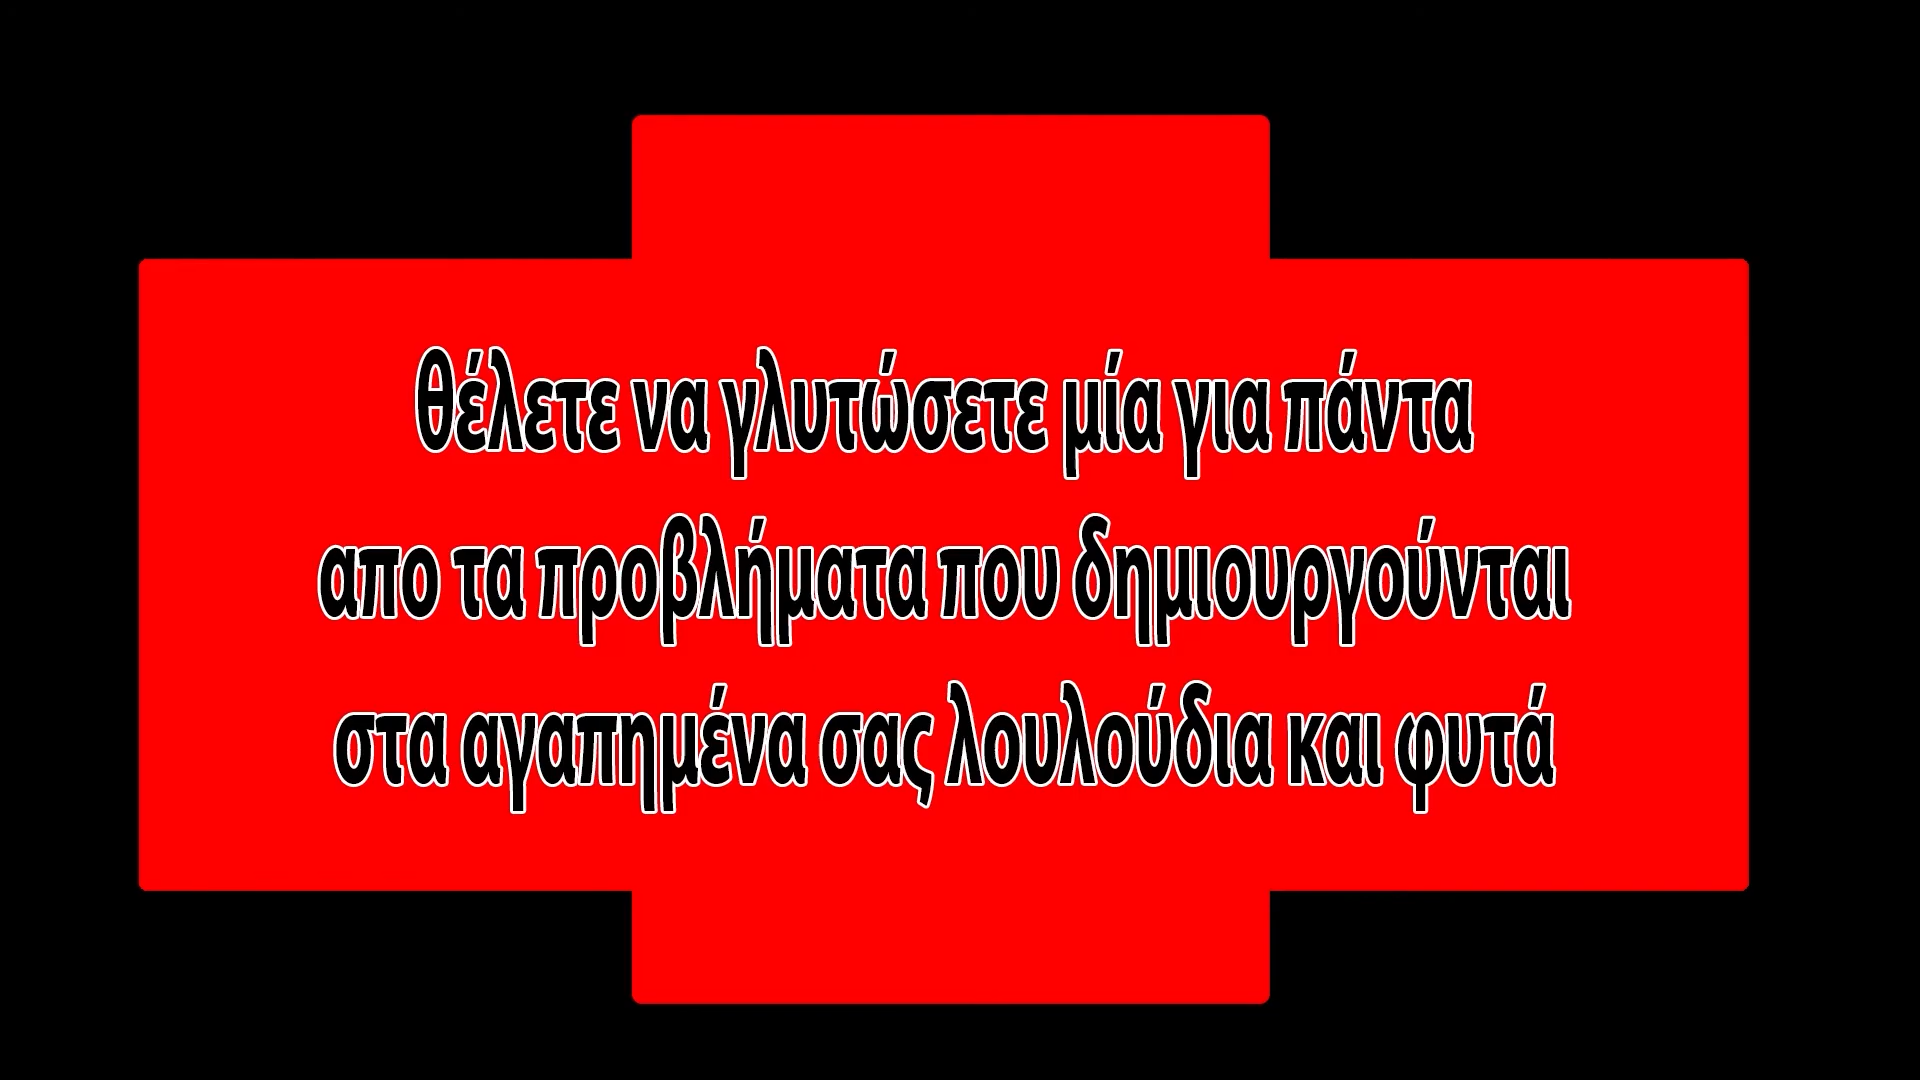 θέλετε να γλυτώσετε μία για πάντα
απο τα προβλήματα που δημιουργούνται
στα αγαπημένα σας λουλούδια και φυτά